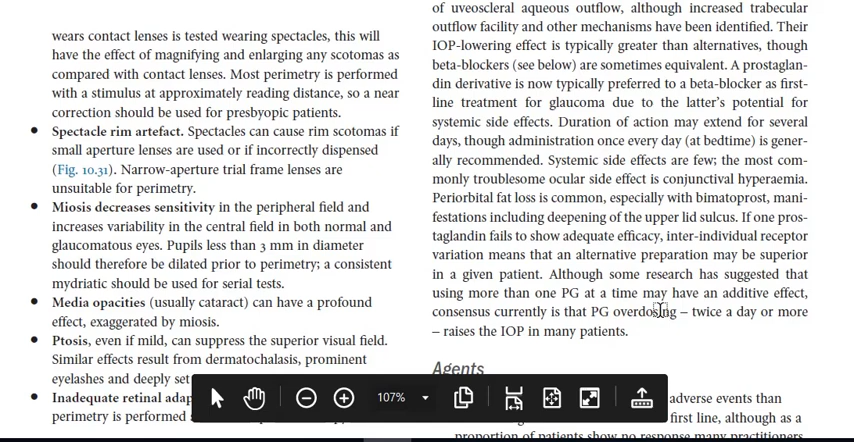 wears contact lenses is tested wearing spectacles, this will
have the effect of magnifying and enlarging any scotomas as
compared with contact lenses. Most perimetry is performed
with a stimulus at approximately reading distance, so a near
correction should be used for presbyopic patients.
• Spectacle rim artefact. Spectacles can cause rim scotomas if
small aperture lenses are used or if incorrectly dispensed
(Fig. 10.31). Narrow-aperture trial frame lenses are
unsuitable for perimetry.
• Miosis decreases sensitivity in the peripheral field and
increases variability in the central field in both normal and
glaucomatous eyes. Pupils less than 3 mm in diameter
should therefore be dilated prior to perimetry; a consistent
mydriatic should be used for serial tests.
• Media opacities (usually cataract) can have a profound
effect, exaggerated by miosis.
• Ptosis, even if mild, can suppress the superior visual field.
Similar effects result from dermatochalasis, prominent
eyelashes and deeply set
• Inadequate retinal adap
perimetry is performed
of uveoscleral aqueous outflow, although increased trabecular
outflow facility and other mechanisms have been identified. Their
IOP-lowering effect is typically greater than alternatives, though
beta-blockers (see below) are sometimes equivalent. A prostaglan-
din derivative is now typically preferred to a beta-blocker as first-
line treatment for glaucoma due to the latter's potential for
systemic side effects. Duration of action may extend for several
days, though administration once every day (at bedtime) is gener-
ally recommended. Systemic side effects are few; the most com-
monly troublesome ocular side effect is conjunctival hyperaemia.
Periorbital fat loss is common, especially with bimatoprost, mani-
festations including deepening of the upper lid sulcus. If one pros-
taglandin fails to show adequate efficacy, inter-individual receptor
variation means that an alternative preparation may be superior
in a given patient. Although some research has suggested that
using more than one PG at a time may have an additive effect,
consensus currently is that PG overdosing – twice a day or more
– raises the IOP in many patients.
Agents
adverse events than
first line, although as a
proportion of patients show no response many practitioners
107%